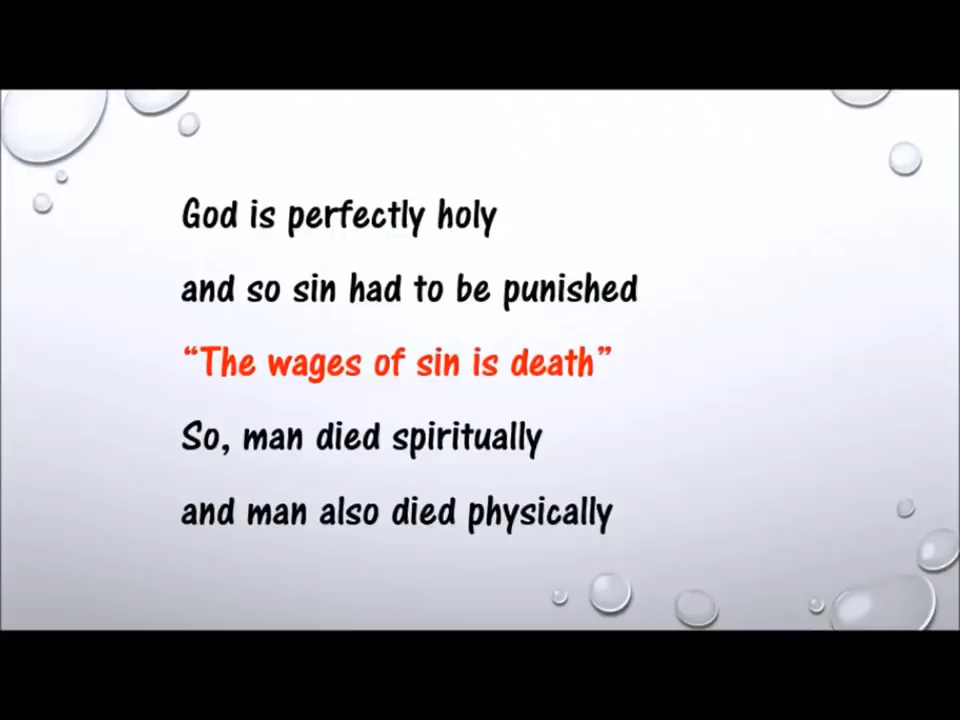 God is perfectly holy
and so sin had to be punished
“The wages of sin is death”
So, man died spiritually
and man also died physically